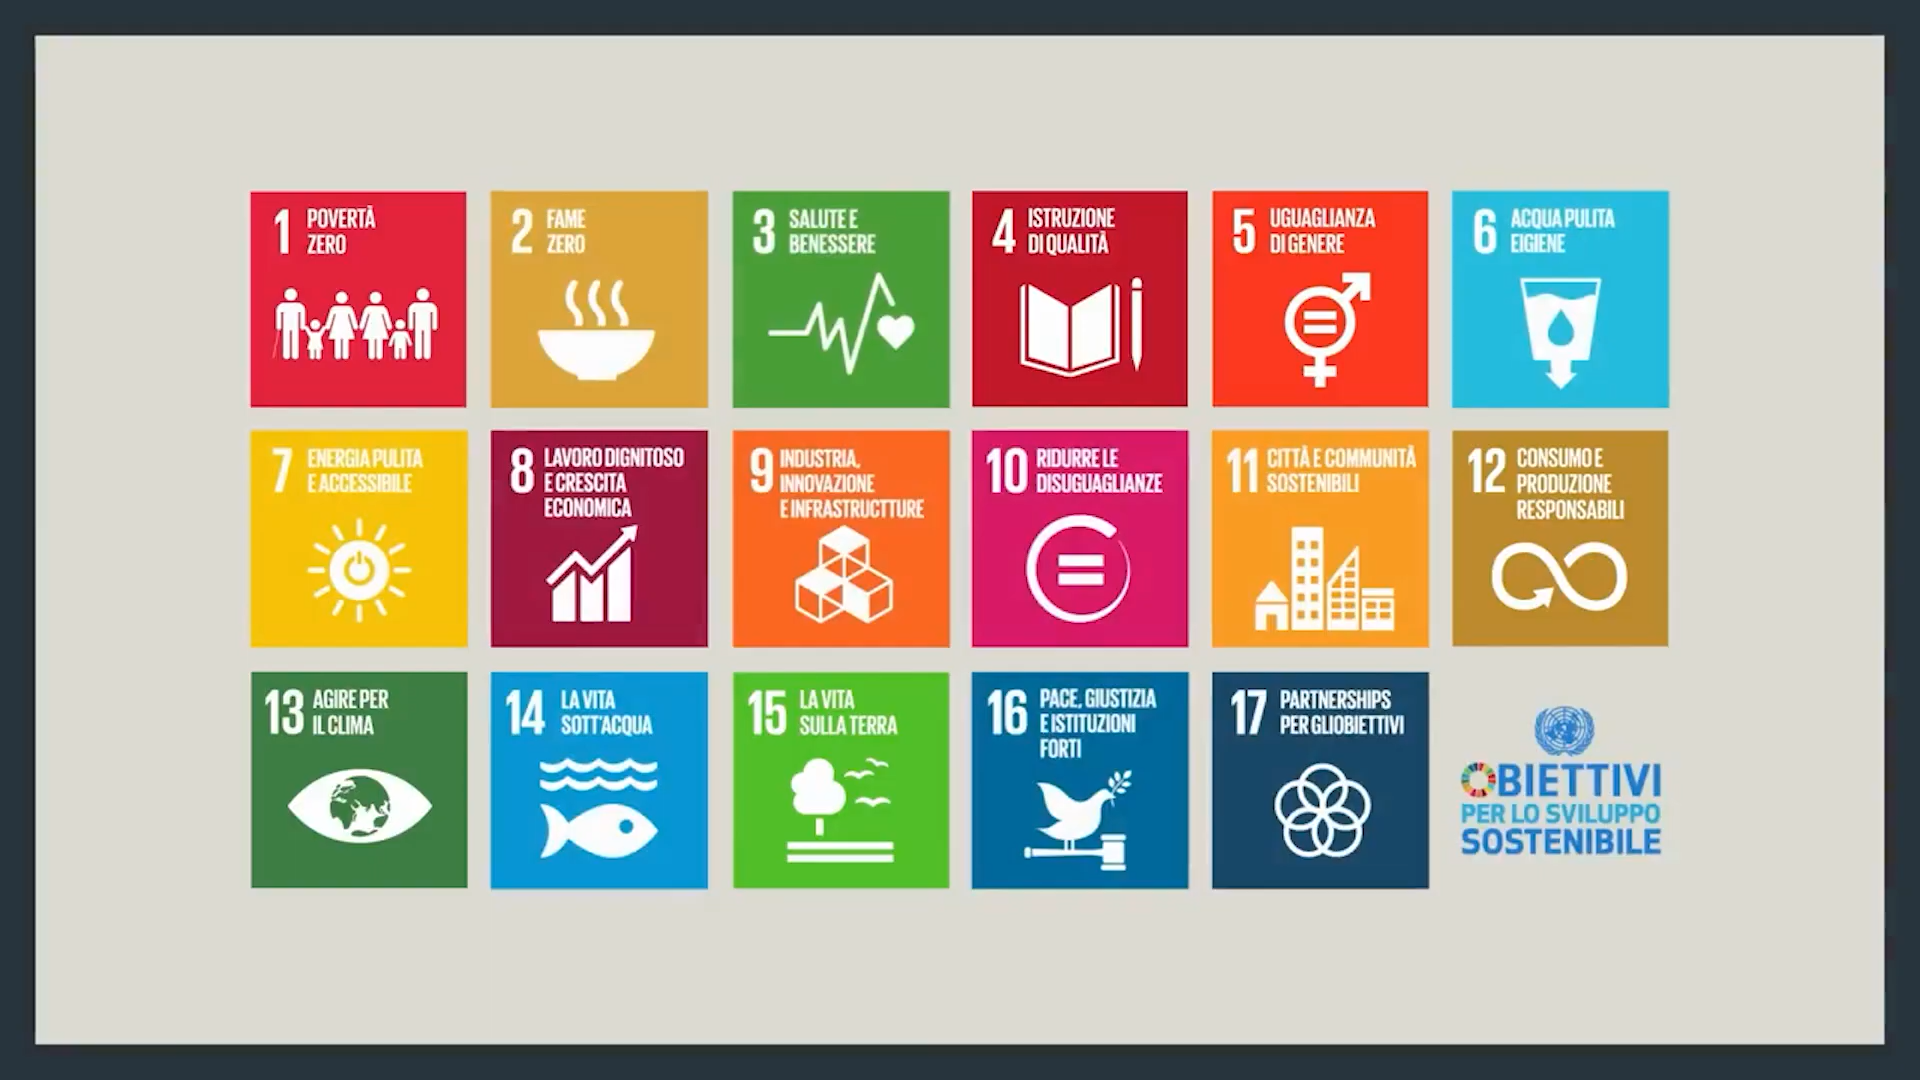 1 POVERTÀ
ZERO
2 FAME
ZERO
3 SALUTE E
BENESSERE
4 ISTRUZIONE
DI QUALITÀ
5 UGUAGLIANZA
DI GENERE
6 ACQUA PULITA
E IGIENE
7 ENERGIA PULITA
E ACCESSIBILE
8 LAVORO DIGNITOSO
E CRESCITA
ECONOMICA
9 INDUSTRIA,
INNOVAZIONE
E INFRASTRUCTTURE
10 RIDURRE LE
DISUGUAGLIANZE
11 CITTÀ E COMMUNITÀ
SOSTENIBILI
12 CONSUMO E
PRODUZIONE
RESPONSABILI
13 AGIRE PER
IL CLIMA
14 LA VITA
SOTT'ACQUA
15 LA VITA
SULLA TERRA
16 PACE, GIUSTIZIA
E ISTITUZIONI
FORTI
17 PARTNERSHIPS
PER GLI OBIETTIVI
OBIETTIVI
PER LO SVILUPPO
SOSTENIBILE